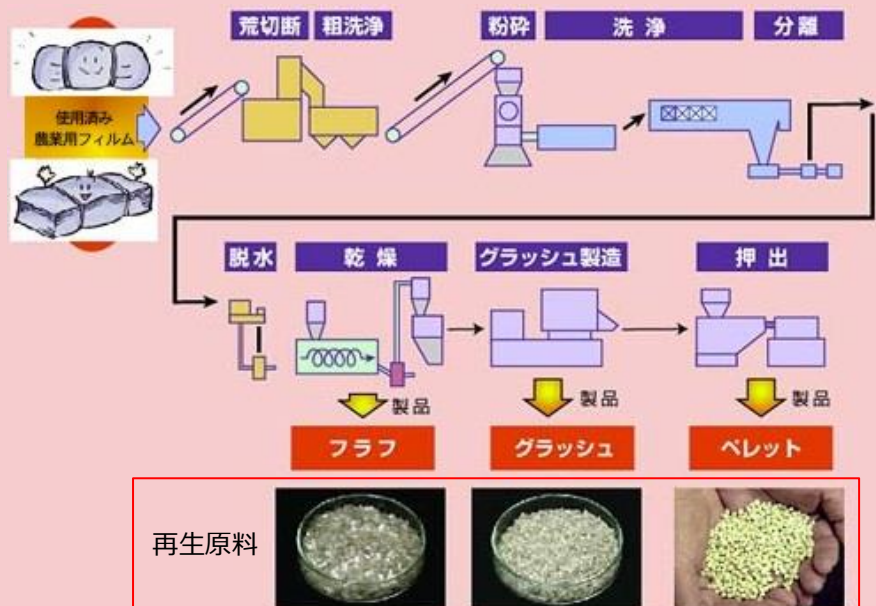 荒切断 粗洗浄 粉砕 洗浄 分離
使用済み
農業用フィルム
脱水 乾燥 グラッシュ製造 押出
製品 製品 製品
フラフ グラッシュ ペレット
再生原料